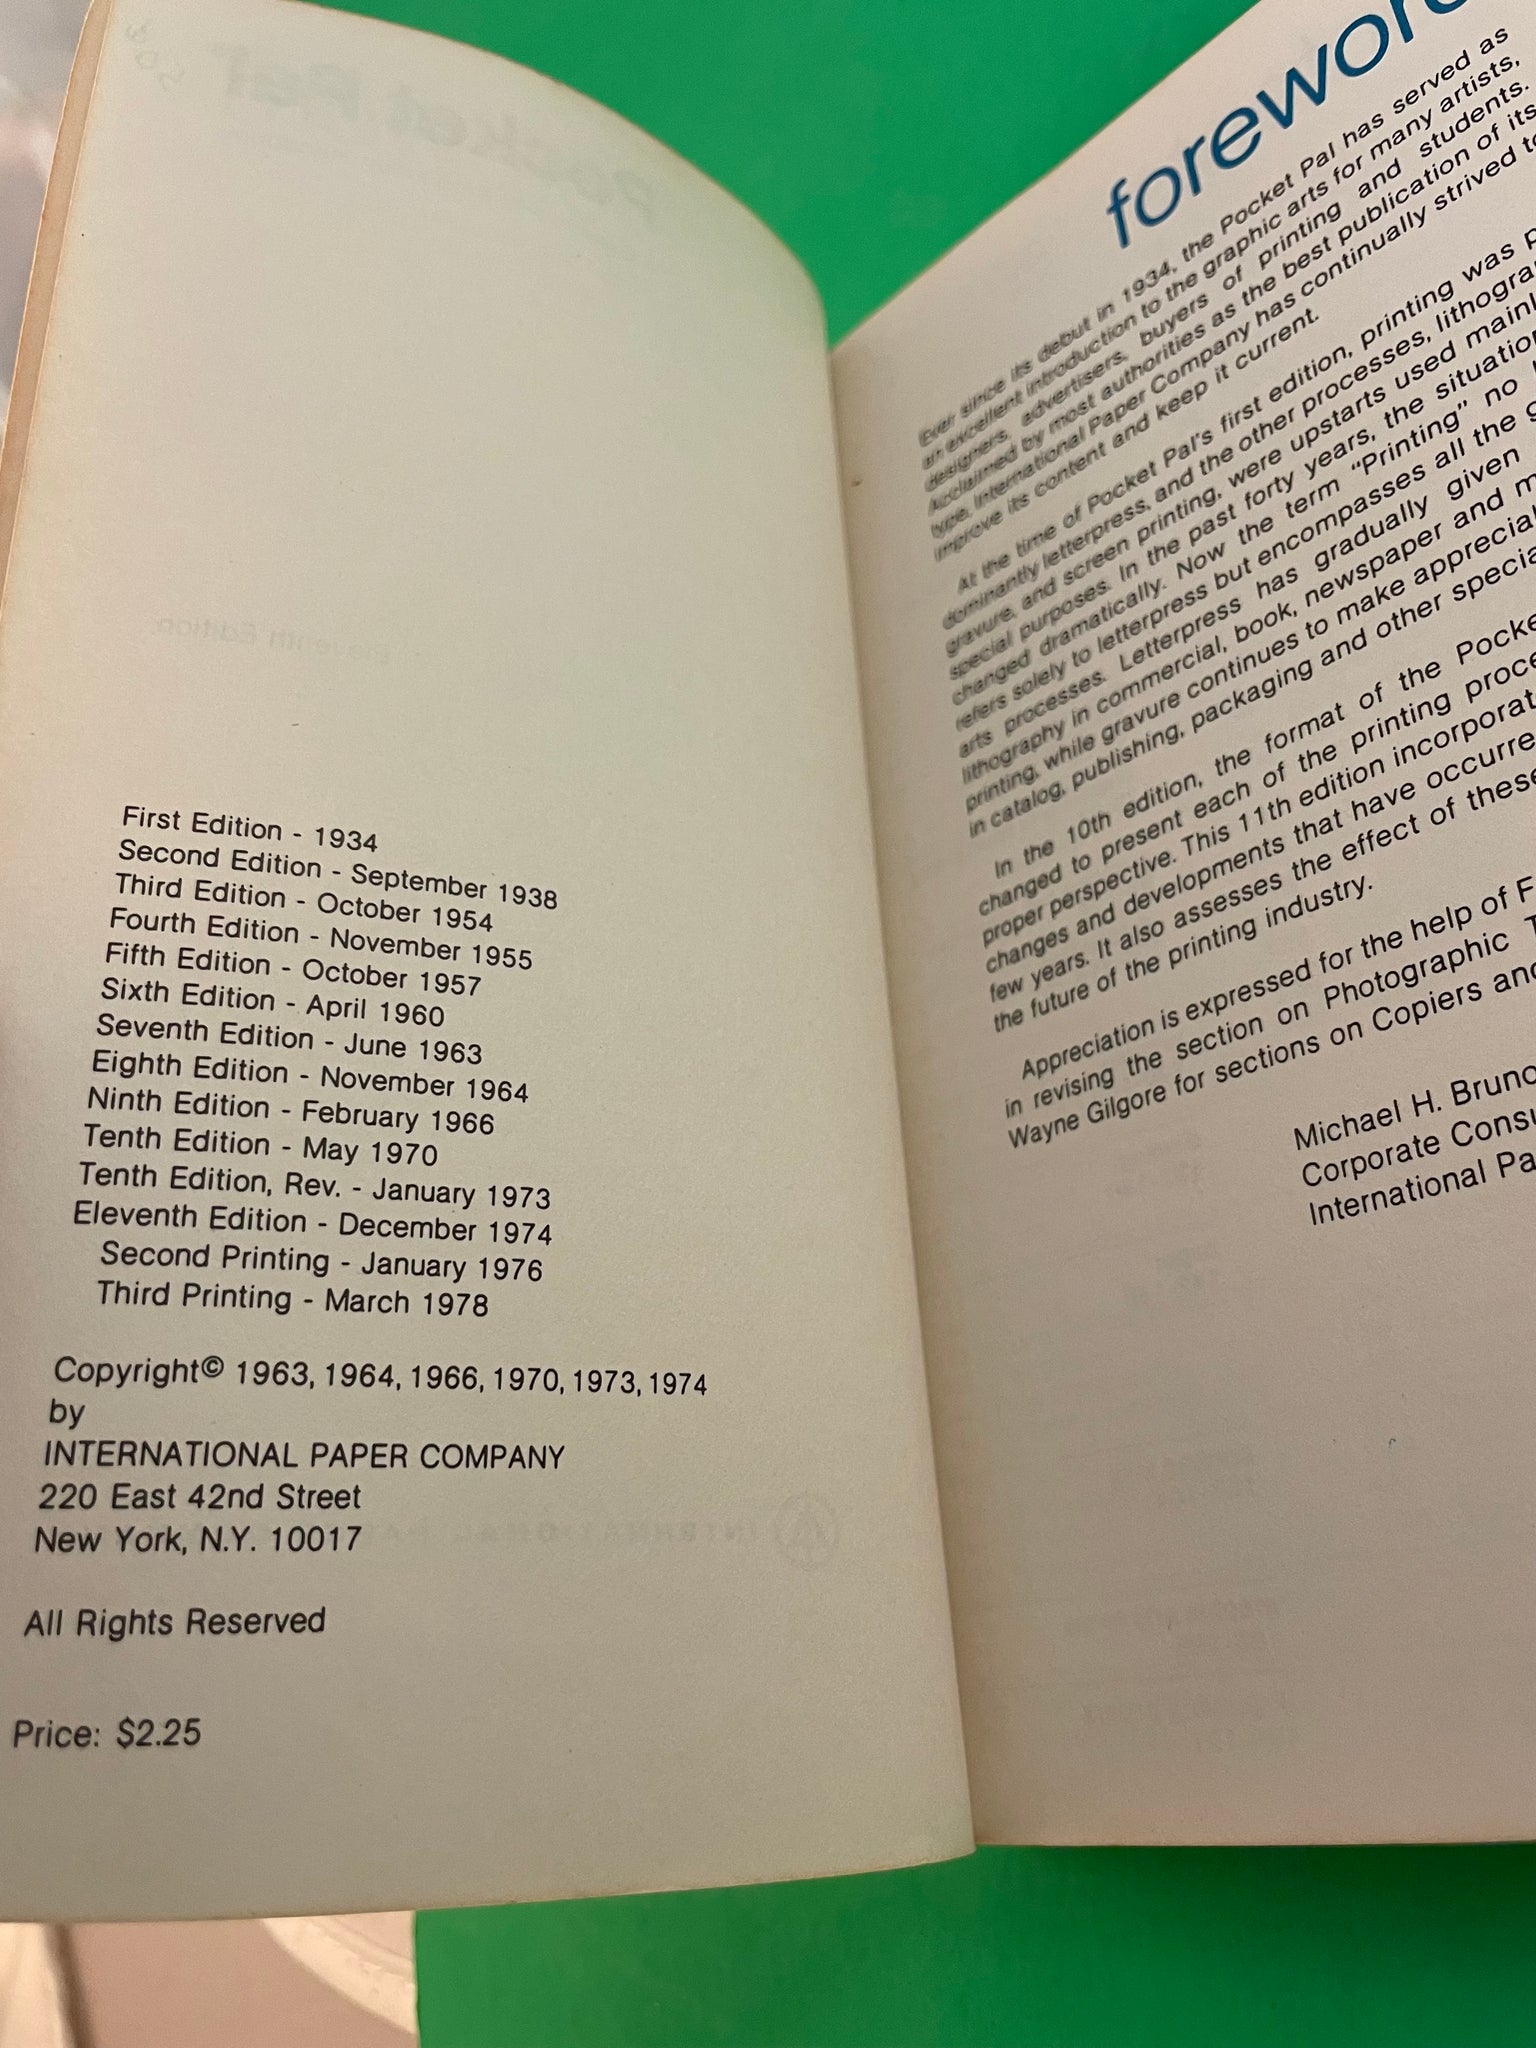 First Edition - 1934
Second Edition - September 1938
Third Edition - October 1954
Fourth Edition - November 1955
Fifth Edition - October 1957
Sixth Edition - April 1960
Seventh Edition - June 1963
Eighth Edition - November 1964
Ninth Edition - February 1966
Tenth Edition - May 1970
Tenth Edition, Rev. - January 1973
Eleventh Edition - December 1974
Second Printing - January 1976
Third Printing - March 1978
Copyright© 1963, 1964, 1966, 1970, 1973, 1974
by
INTERNATIONAL PAPER COMPANY
220 East 42nd Street
New York, N.Y. 10017
All Rights Reserved
Price: $2.25
forewor
Ever since its debut in 1934, the Pocket Pal has served as
an excellent introduction to the graphic arts for many artists,
designers, advertisers, buyers of printing and students.
Acclaimed by most authorities as the best publication of its
type, International Paper Company has continually strived to
improve its content and keep it current.
At the time of Pocket Pal's first edition, printing was p
dominantly letterpress, and the other processes, lithogra
gravure, and screen printing, were upstarts used mainl
special purposes. In the past forty years, the situation
changed dramatically. Now the term "Printing" no l
refers solely to letterpress but encompasses all the g
arts processes. Letterpress has gradually given
lithography in commercial, book, newspaper and m
printing, while gravure continues to make apprecial
in catalog, publishing, packaging and other specia
In the 10th edition, the format of the Pocke
changed to present each of the printing proce
proper perspective. This 11th edition incorporat
changes and developments that have occurre
few years. It also assesses the effect of these
the future of the printing industry.
Appreciation is expressed for the help of F
in revising the section on Photographic T
Wayne Gilgore for sections on Copiers and
Michael H. Bruno
Corporate Consu
International Pa